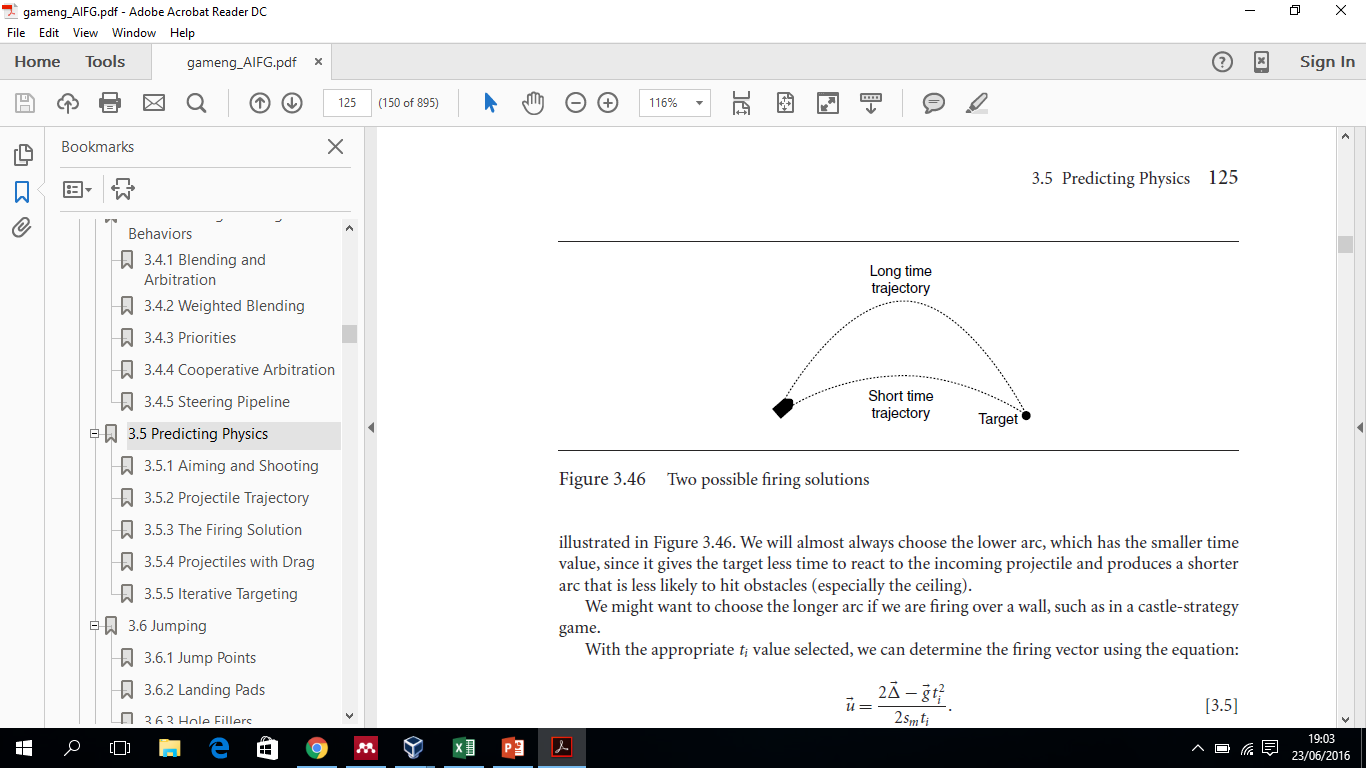 gameng_AIFG.pdf - Adobe Acrobat Reader DC
File Edit View Window Help
Home Tools gameng_AIFG.pdf × Sign In
125 (150 of 895) 116%
Bookmarks
Behaviors
3.4.1 Blending and
Arbitration
3.4.2 Weighted Blending
3.4.3 Priorities
3.4.4 Cooperative Arbitration
3.4.5 Steering Pipeline
3.5 Predicting Physics
3.5.1 Aiming and Shooting
3.5.2 Projectile Trajectory
3.5.3 The Firing Solution
3.5.4 Projectiles with Drag
3.5.5 Iterative Targeting
3.6 Jumping
3.6.1 Jump Points
3.6.2 Landing Pads
3.6.3 Hole Fillers
3.5 Predicting Physics 125
Long time
trajectory
Short time
trajectory
Target
Figure 3.46 Two possible firing solutions
illustrated in Figure 3.46. We will almost always choose the lower arc, which has the smaller time
value, since it gives the target less time to react to the incoming projectile and produces a shorter
arc that is less likely to hit obstacles (especially the ceiling).
We might want to choose the longer arc if we are firing over a wall, such as in a castle-strategy
game.
With the appropriate tᵢ value selected, we can determine the firing vector using the equation:
u⃗ = (2Δ⃗ − g⃗ tᵢ²) / (2sₘtᵢ). [3.5]
19:03
23/06/2016